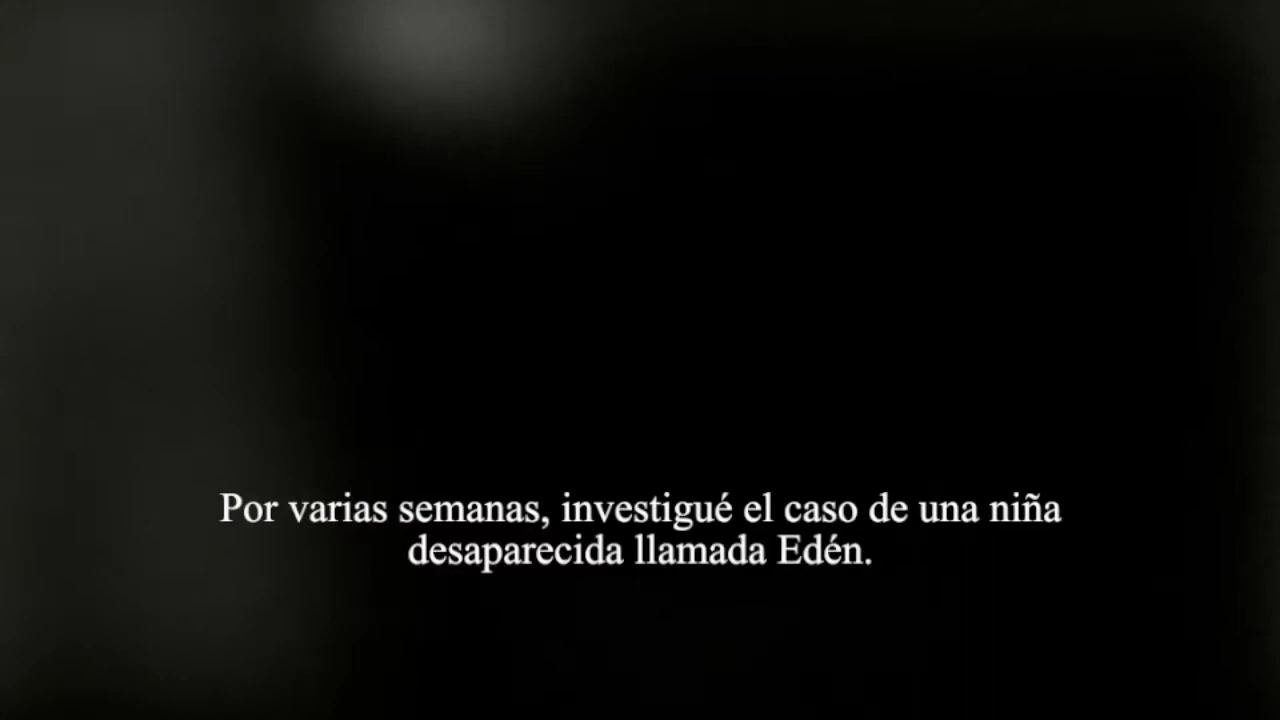 Por varias semanas, investigué el caso de una niña
desaparecida llamada Edén.